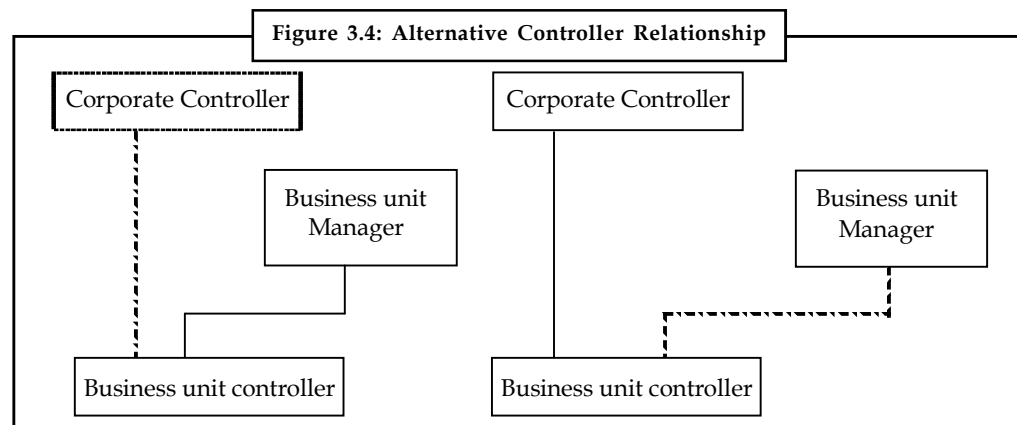 Figure 3.4: Alternative Controller Relationship
Corporate Controller
Business unit
Manager
Business unit controller
Corporate Controller
Business unit
Manager
Business unit controller